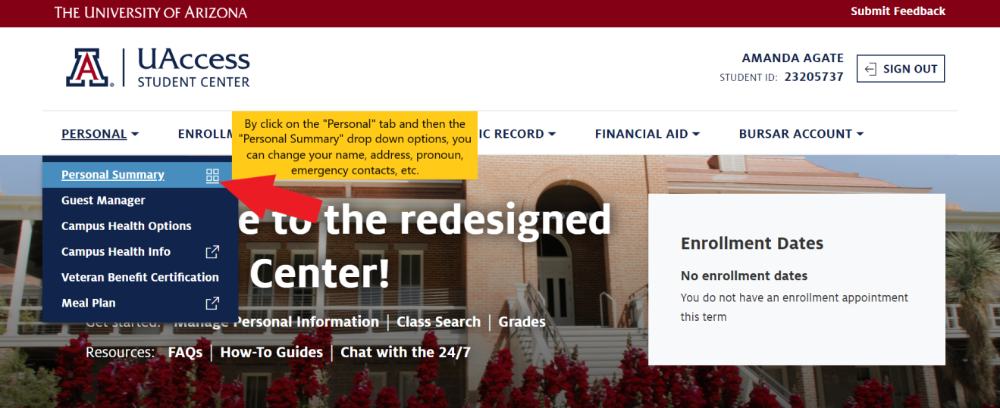 THE UNIVERSITY OF ARIZONA
Submit Feedback
A
UAccess
STUDENT CENTER
AMANDA AGATE
STUDENT ID: 23205737
SIGN OUT
PERSONAL
ENROLLM
IC RECORD
FINANCIAL AID
BURSAR ACCOUNT
By click on the "Personal" tab and then the
"Personal Summary" drop down options, you
can change your name, address, pronoun,
emergency contacts, etc.
Personal Summary
Guest Manager
Campus Health Options
Campus Health Info
Veteran Benefit Certification
Meal Plan
e to the redesigned
Center!
Get started: Manage Personal Information | Class Search | Grades
Resources: FAQs | How-To Guides | Chat with the 24/7
Enrollment Dates
No enrollment dates
You do not have an enrollment appointment
this term